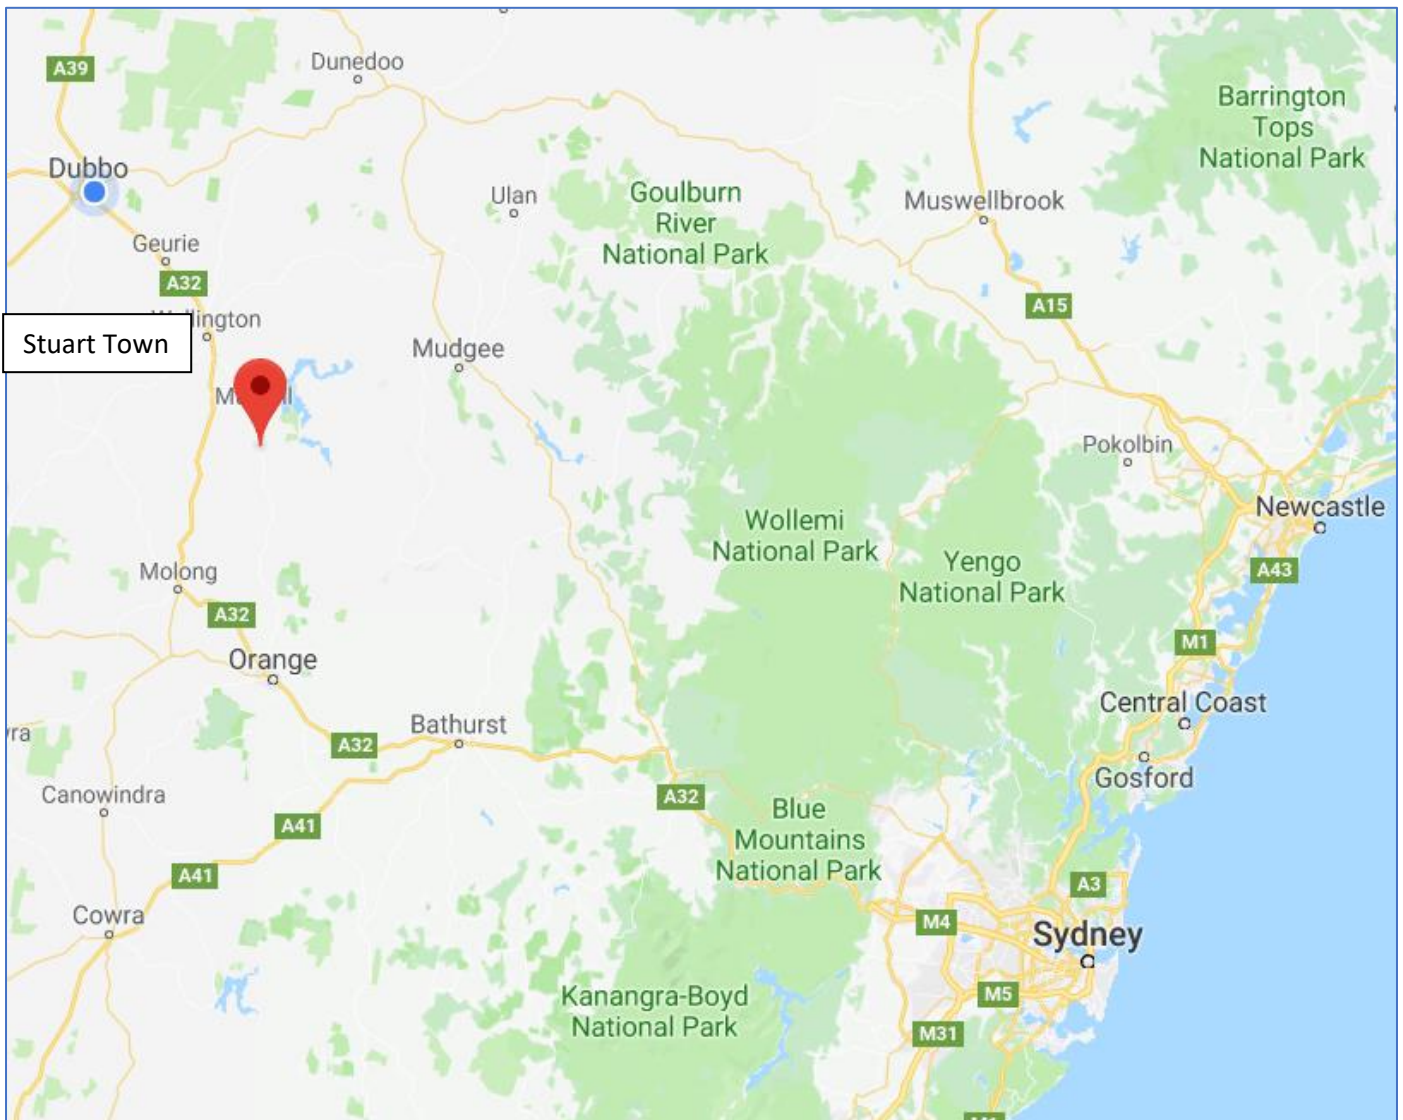 Dunedoo
A39
Barrington
Tops
National Park
Dubbo
Ulan
Goulburn
River
National Park
Muswellbrook
Geurie
A32
A15
Stuart Town
Mudgee
Pokolbin
Newcastle
Wollemi
National Park
Yengo
National Park
A43
Molong
A32
M1
Orange
Central Coast
Bathurst
A32
Gosford
Canowindra
A32
Blue
Mountains
National Park
A41
A41
A3
Cowra
M4
Sydney
Kanangra-Boyd
National Park
M5
M31